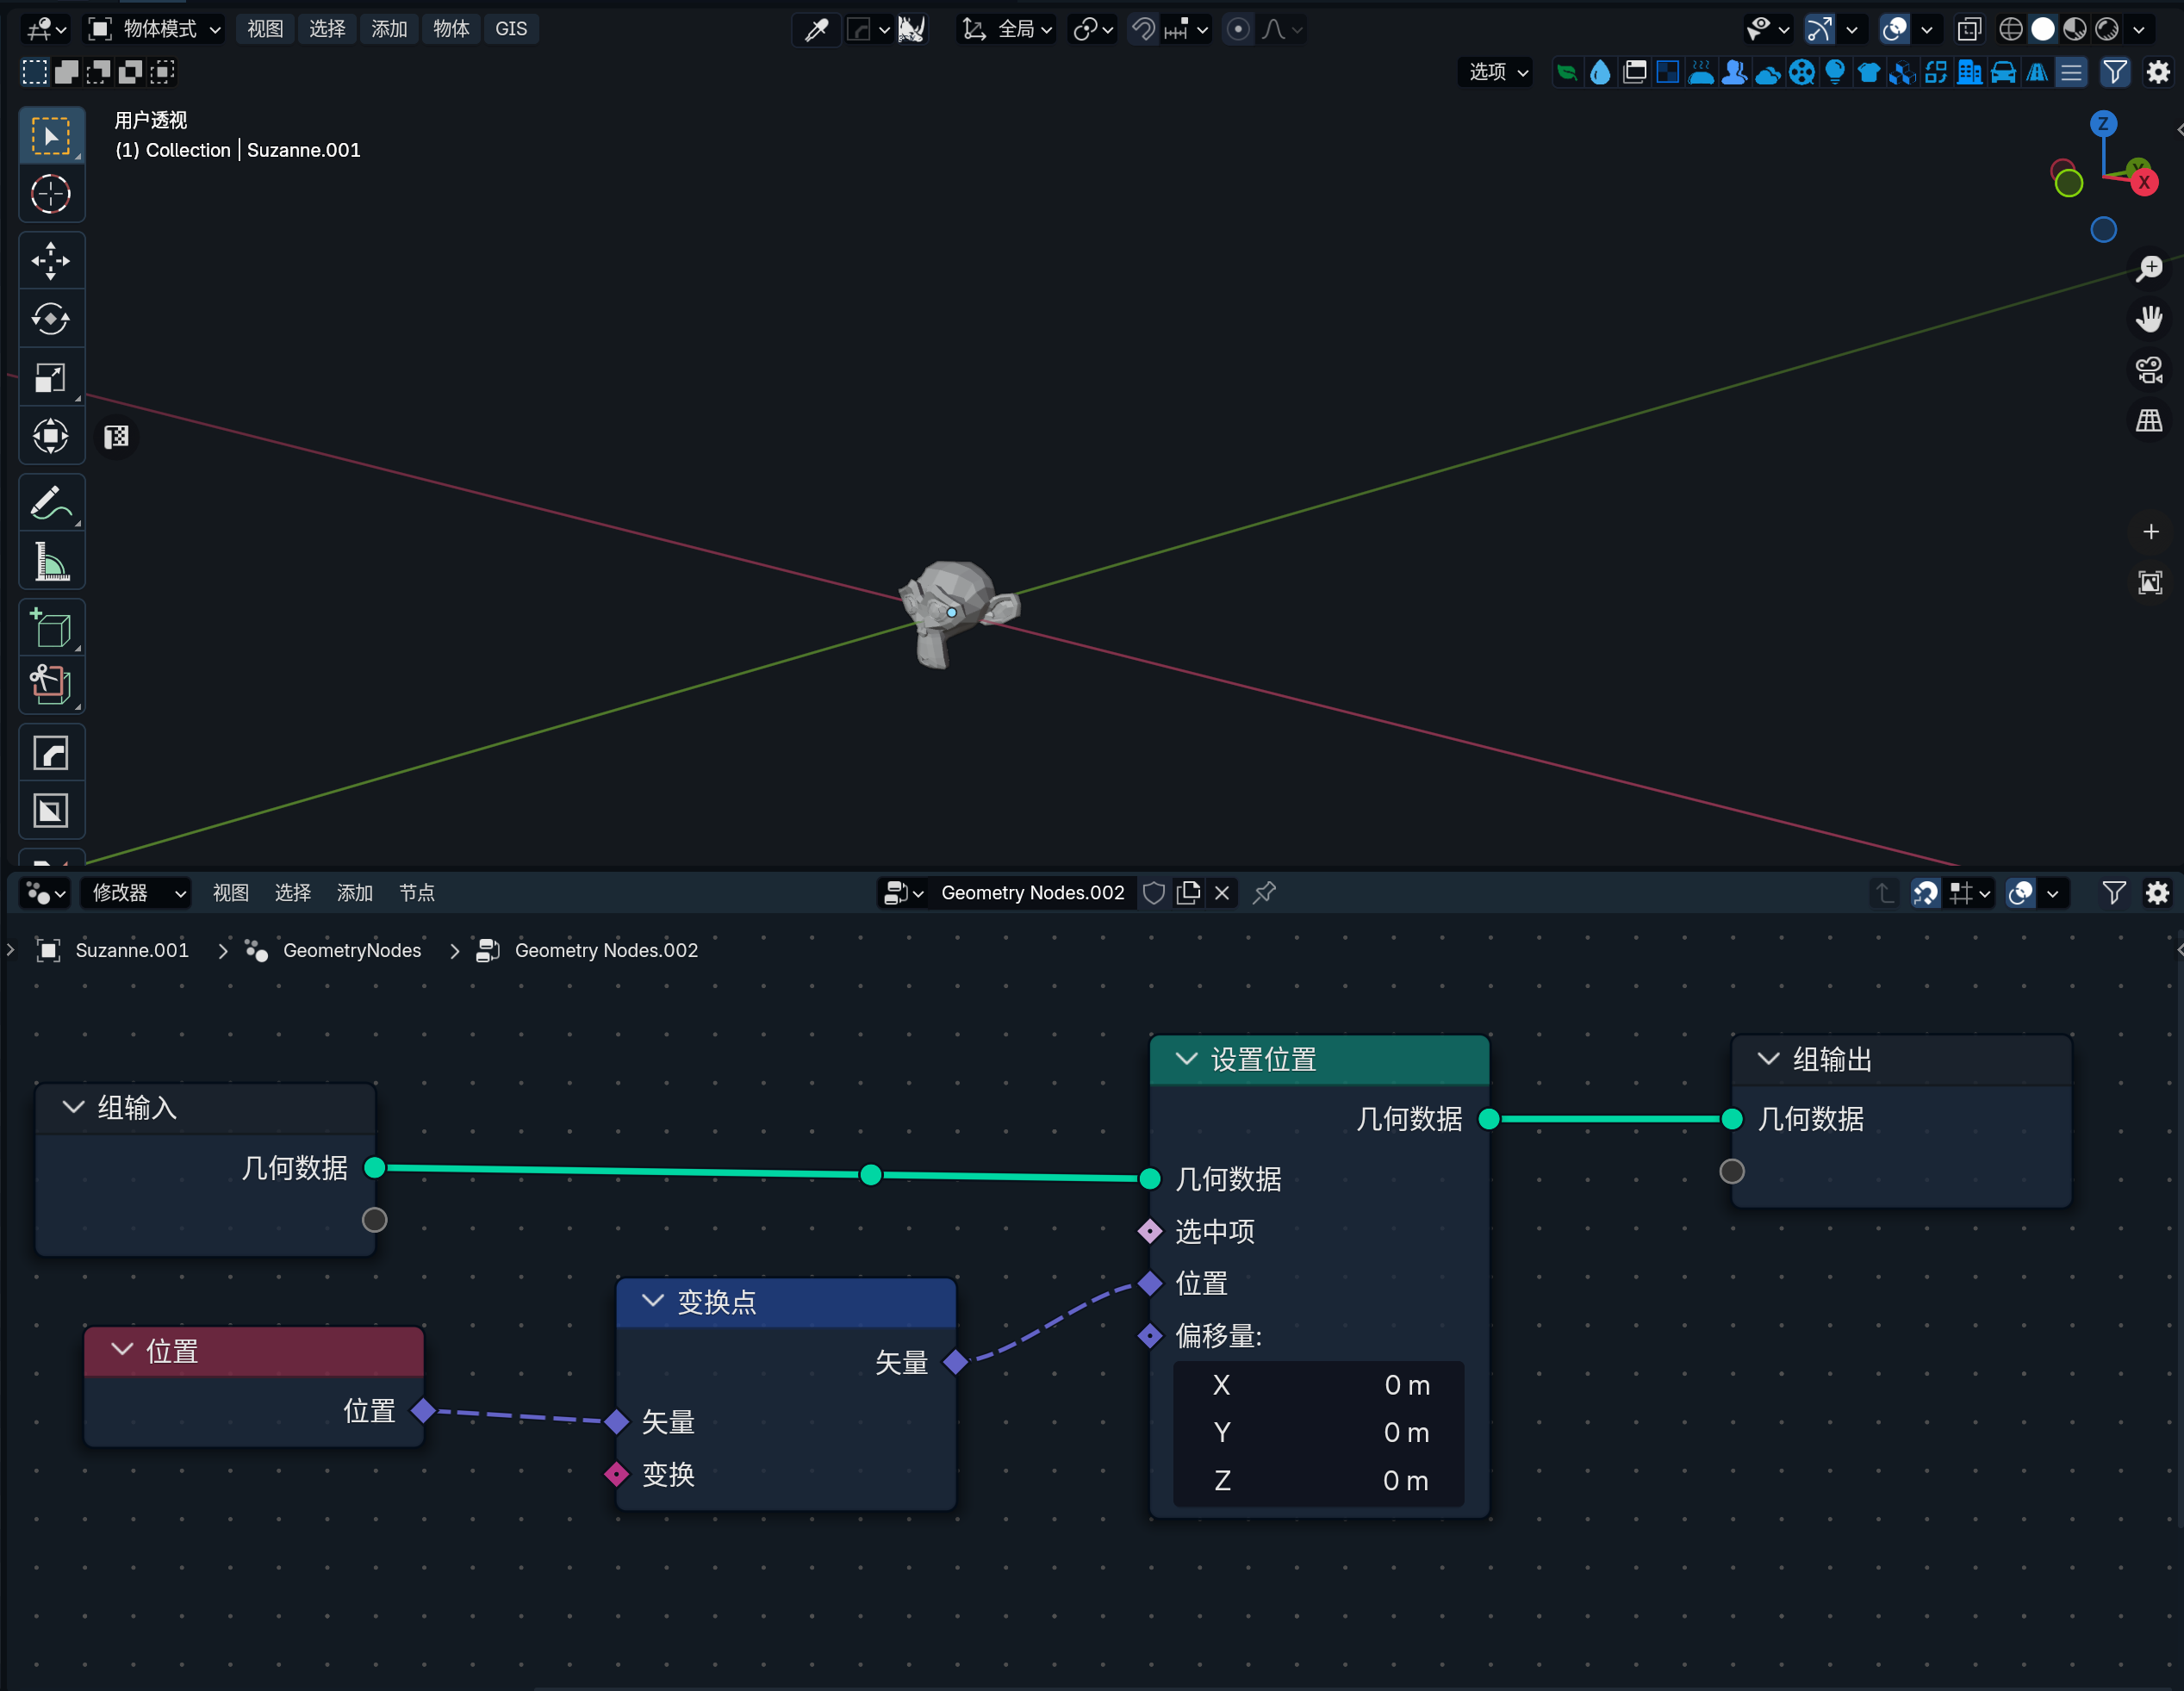 物体模式 视图 选择 添加 物体 GIS 全局
选项
用户透视
(1) Collection | Suzanne.001
Z
Y
X
修改器 视图 选择 添加 节点 Geometry Nodes.002
Suzanne.001 > GeometryNodes > Geometry Nodes.002
组输入
几何数据
位置
位置
变换点
矢量
矢量
变换
设置位置
几何数据
几何数据
选中项
位置
偏移量:
X 0 m
Y 0 m
Z 0 m
组输出
几何数据